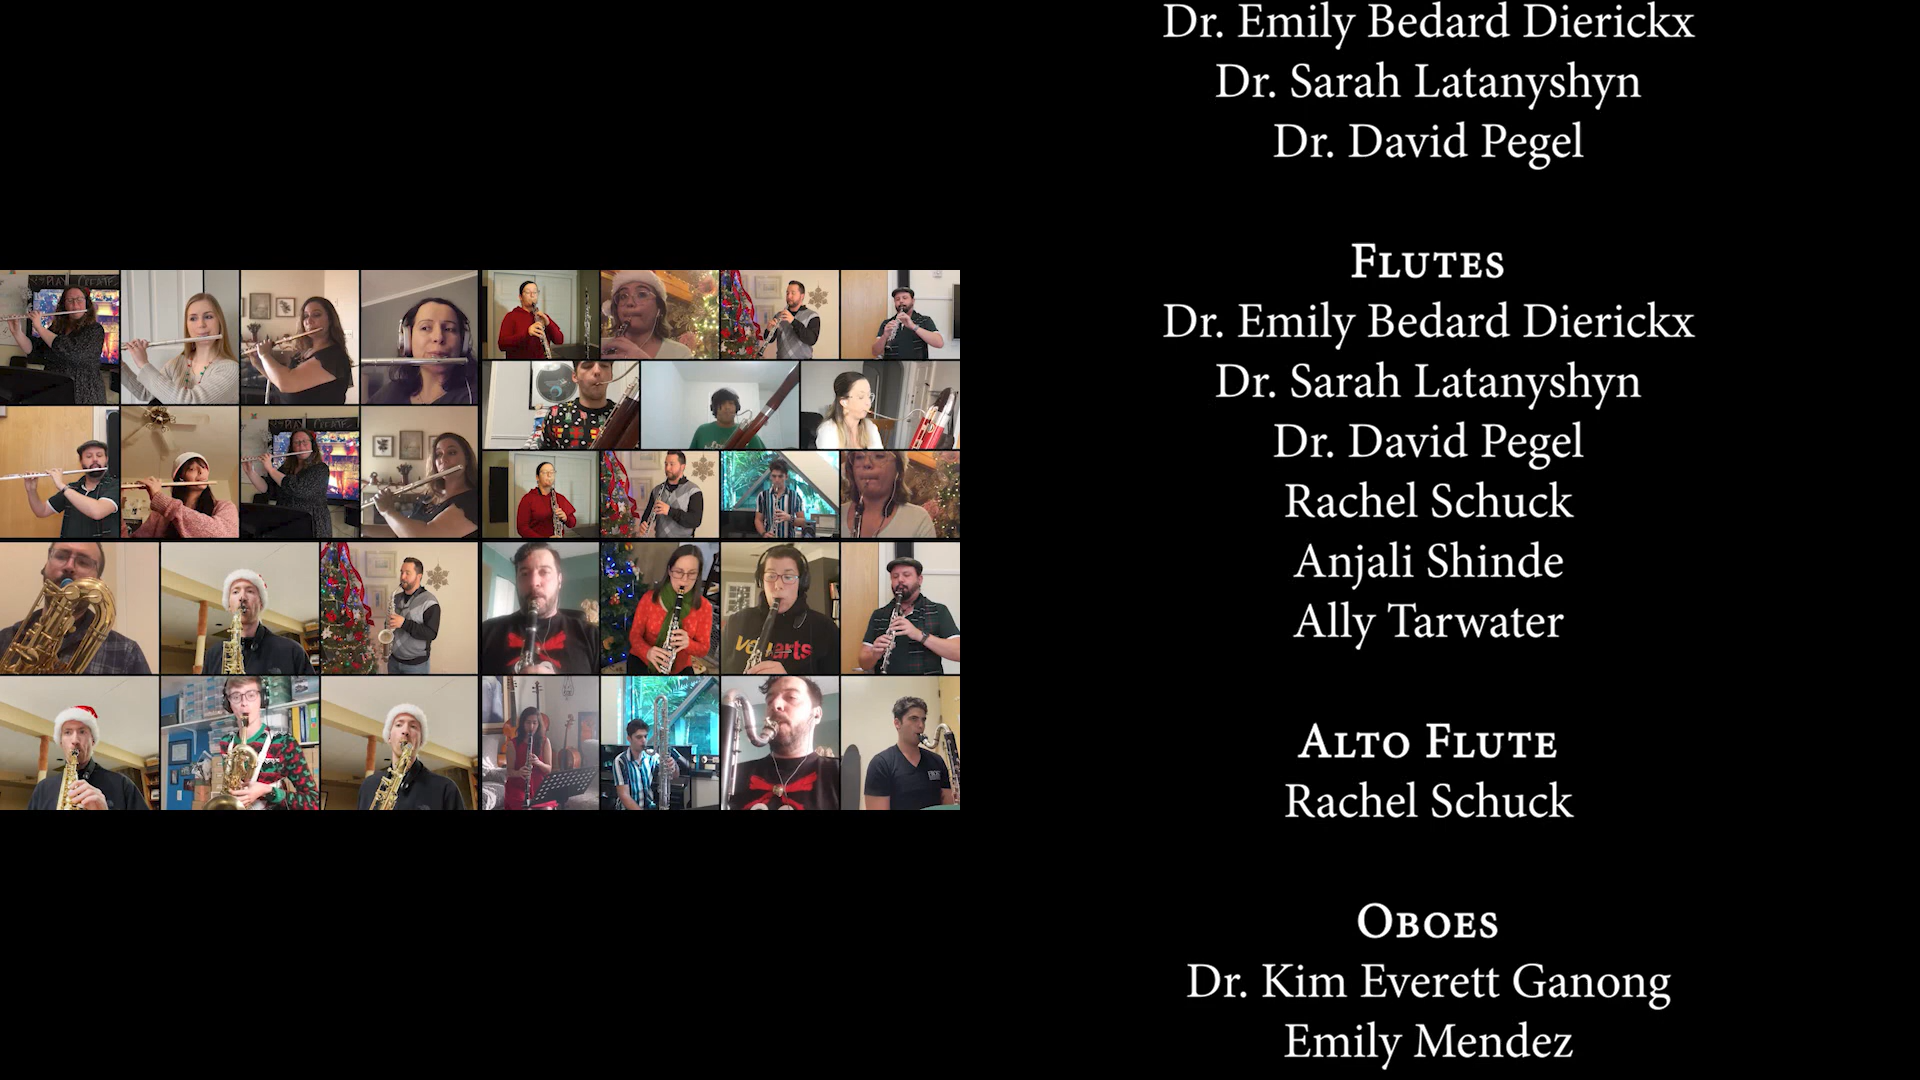 Dr. Emily Bedard Dierickx
Dr. Sarah Latanyshyn
Dr. David Pegel
Flutes
Dr. Emily Bedard Dierickx
Dr. Sarah Latanyshyn
Dr. David Pegel
Rachel Schuck
Anjali Shinde
Ally Tarwater
Alto Flute
Rachel Schuck
Oboes
Dr. Kim Everett Ganong
Emily Mendez